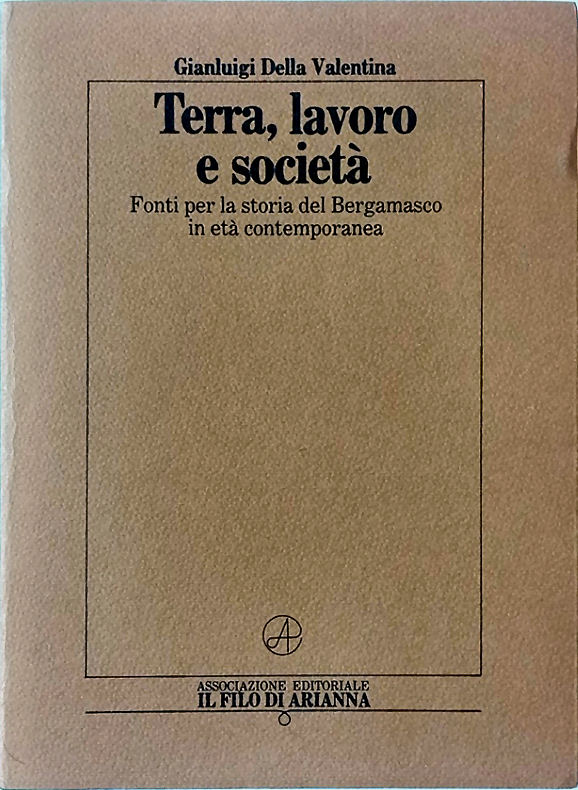 Gianluigi Della Valentina
Terra, lavoro
e società
Fonti per la storia del Bergamasco
in età contemporanea
ASSOCIAZIONE EDITORIALE
IL FILO DI ARIANNA